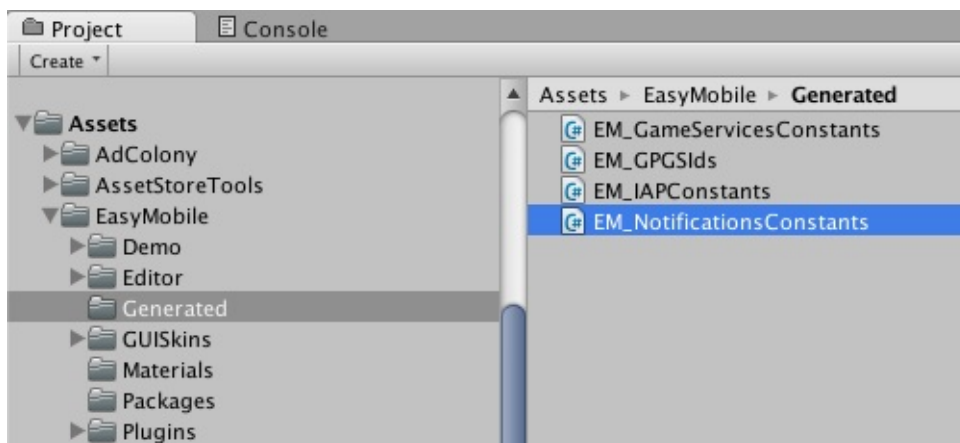 Project
Console
Create
Assets
AdColony
AssetStoreTools
EasyMobile
Demo
Editor
Generated
GUISkins
Materials
Packages
Plugins
Assets ▸ EasyMobile ▸ Generated
C# EM_GameServicesConstants
C# EM_GPGSIds
C# EM_IAPConstants
C# EM_NotificationsConstants